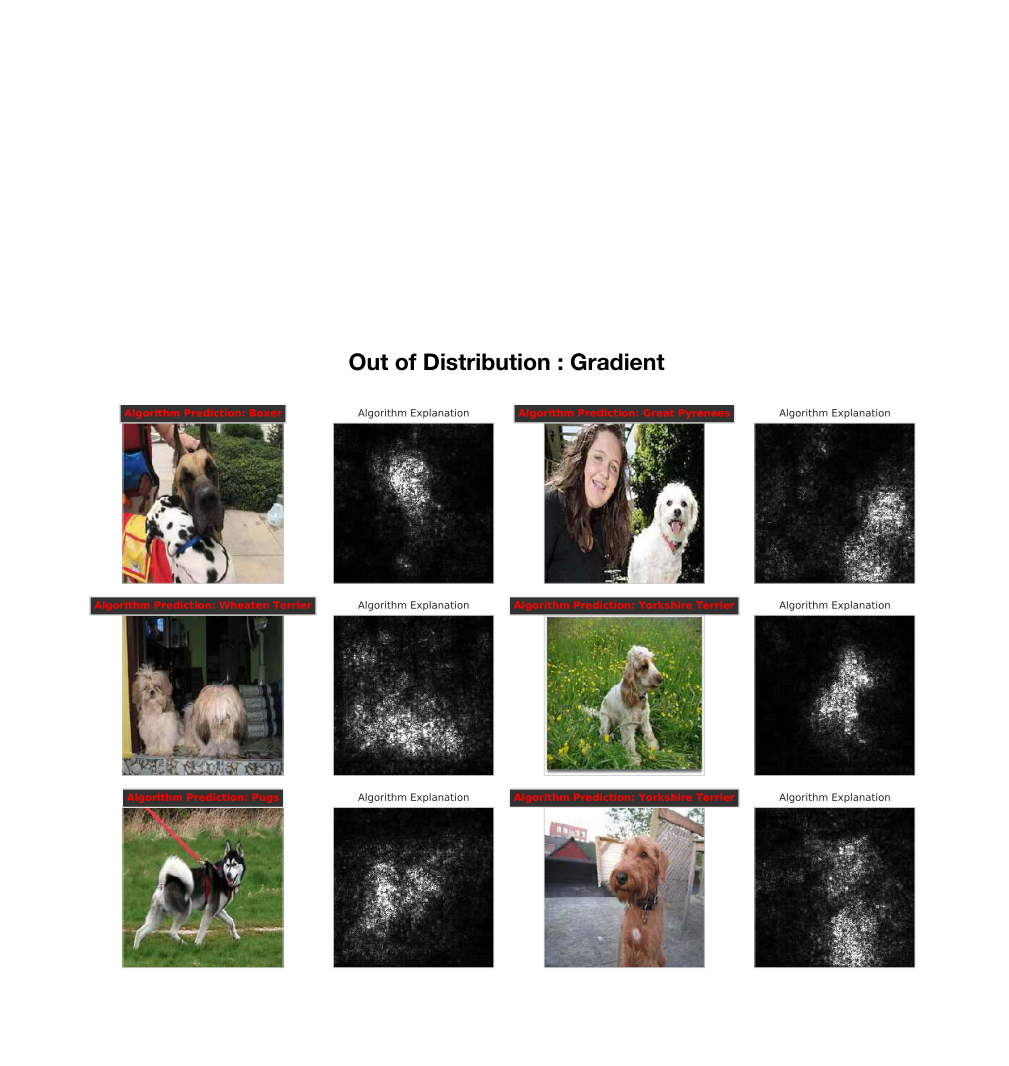 Out of Distribution : Gradient
Algorithm Prediction: Boxer
Algorithm Explanation
Algorithm Prediction: Great Pyrenees
Algorithm Explanation
Algorithm Prediction: Wheaten Terrier
Algorithm Explanation
Algorithm Prediction: Yorkshire Terrier
Algorithm Explanation
Algorithm Prediction: Pugs
Algorithm Explanation
Algorithm Prediction: Yorkshire Terrier
Algorithm Explanation